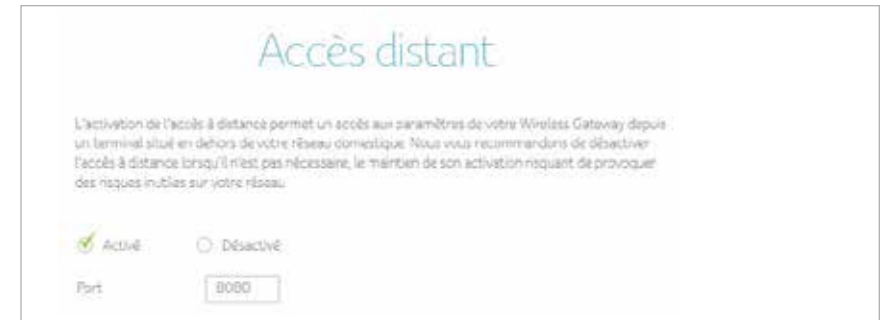 Accès distant
L'activation de l'accès à distance permet un accès aux paramètres de votre Wireless Gateway depuis
un terminal situé en dehors de votre réseau domestique. Nous vous recommandons de désactiver
l'accès à distance lorsqu'il n'est pas nécessaire, le maintien de son activation risquant de provoquer
des risques inutiles sur votre réseau.
Activé Désactivé
Port 8080